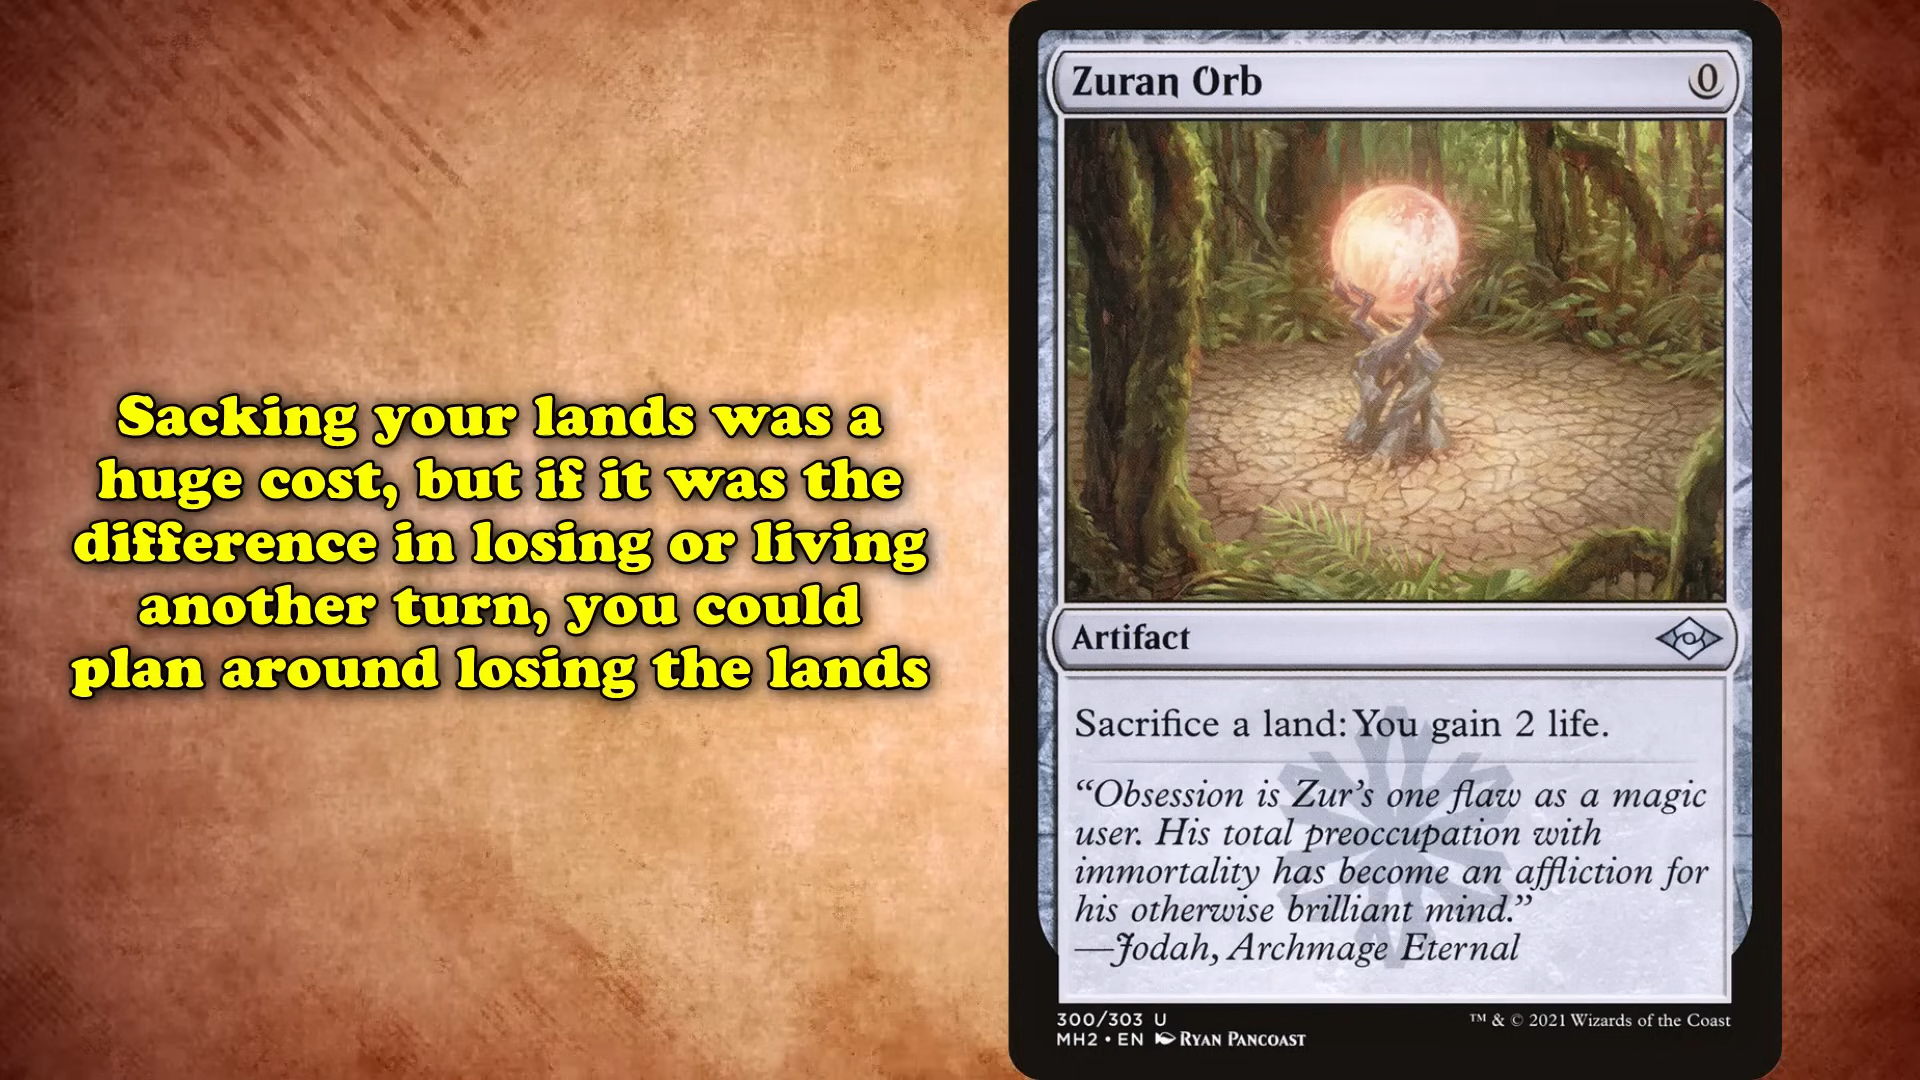 Sacking your lands was a
huge cost, but if it was the
difference in losing or living
another turn, you could
plan around losing the lands
Zuran Orb 0
Artifact
Sacrifice a land: You gain 2 life.
“Obsession is Zur’s one flaw as a magic
user. His total preoccupation with
immortality has become an affliction for
his otherwise brilliant mind.”
—Jodah, Archmage Eternal
300/303 U
MH2 • EN Ryan Pancoast
™ & © 2021 Wizards of the Coast